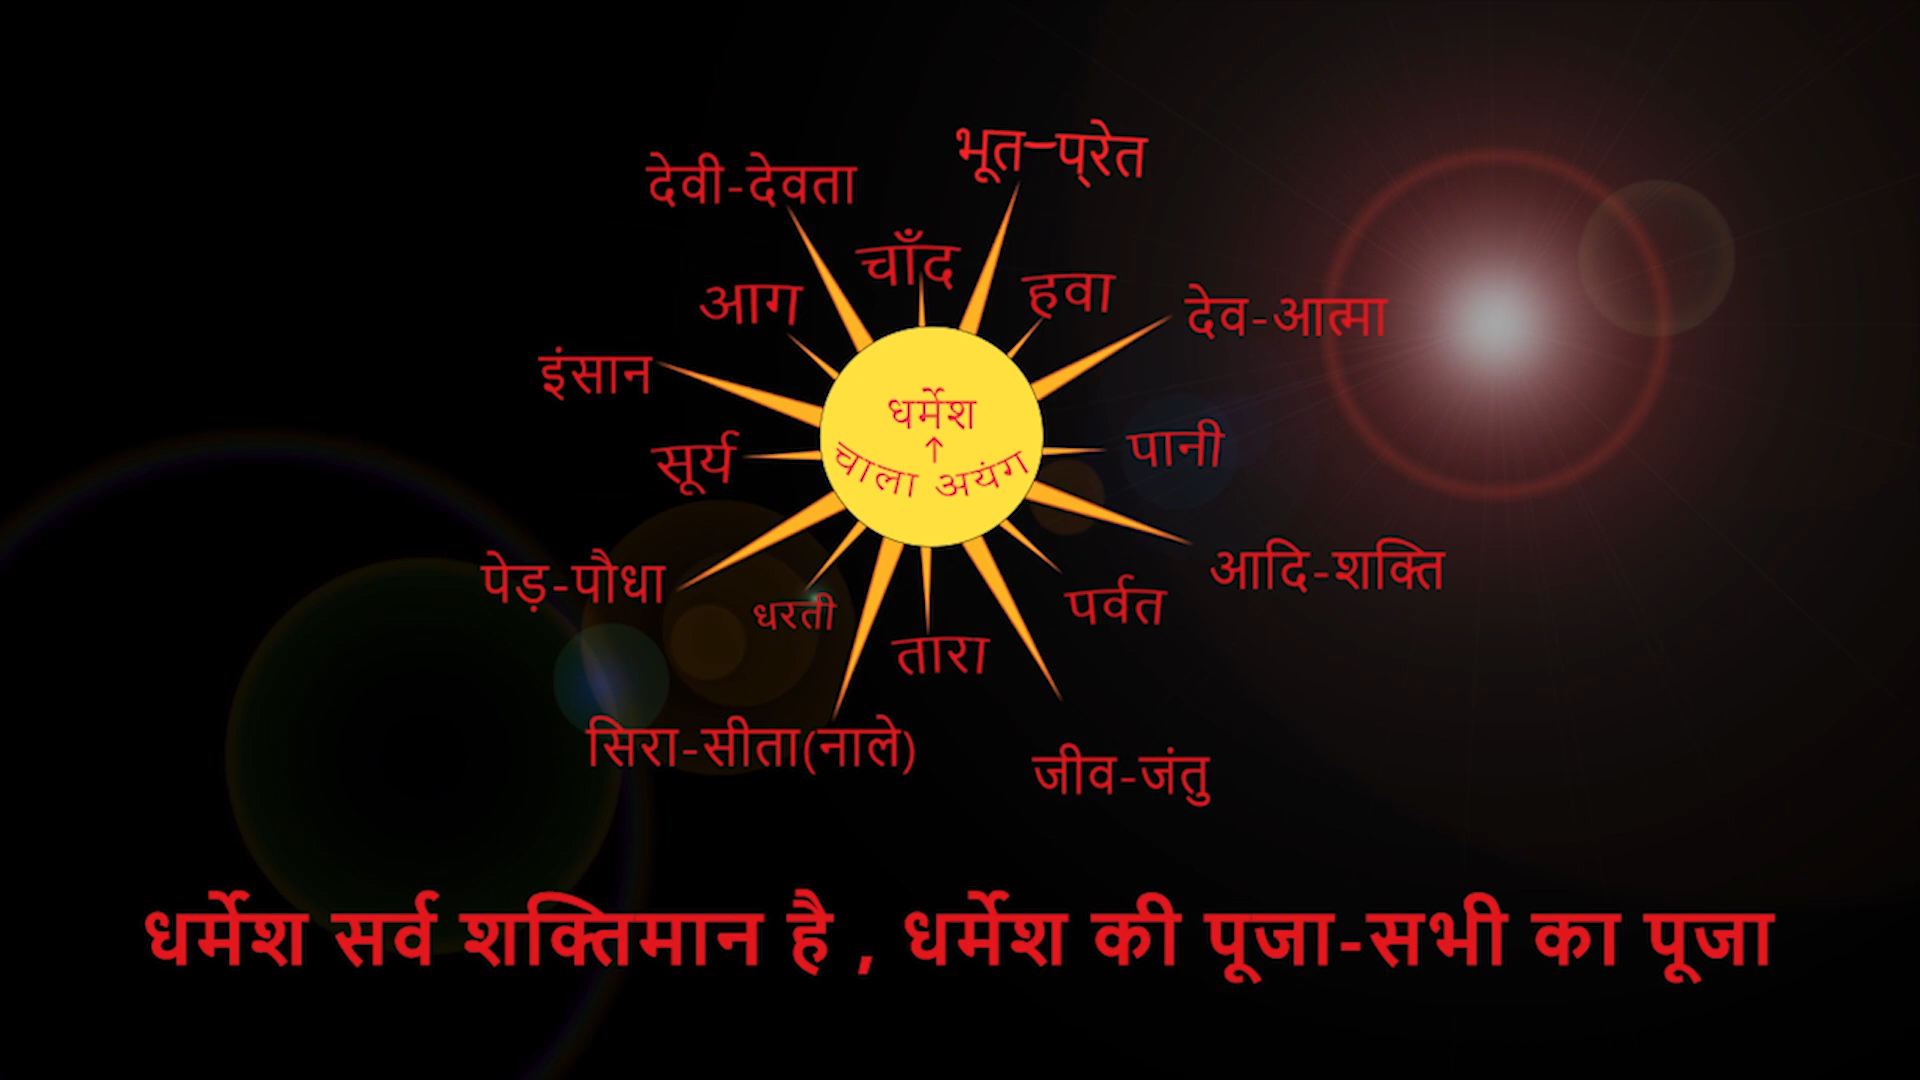 भूत-प्रेत
देवी-देवता
चाँद
हवा
आग
देव-आत्मा
इंसान
धर्मेश
↑
चाला अयंग
सूर्य
पानी
पेड़-पौधा
आदि-शक्ति
धरती
पर्वत
तारा
सिरा-सीता(नाले)
जीव-जंतु
धर्मेश सर्व शक्तिमान है , धर्मेश की पूजा-सभी का पूजा